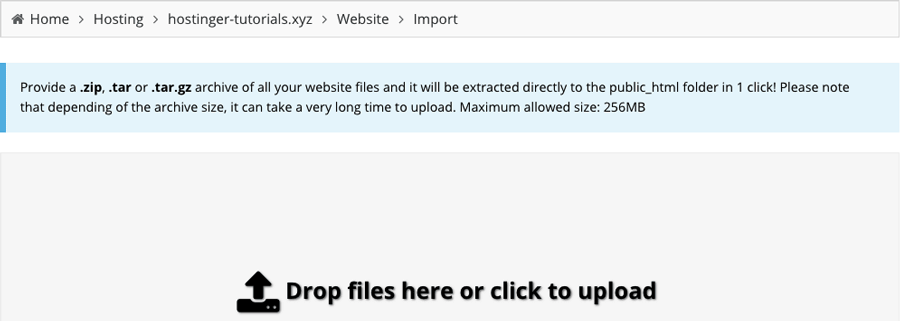 Home > Hosting > hostinger-tutorials.xyz > Website > Import
Provide a .zip, .tar or .tar.gz archive of all your website files and it will be extracted directly to the public_html folder in 1 click! Please note
that depending of the archive size, it can take a very long time to upload. Maximum allowed size: 256MB
Drop files here or click to upload